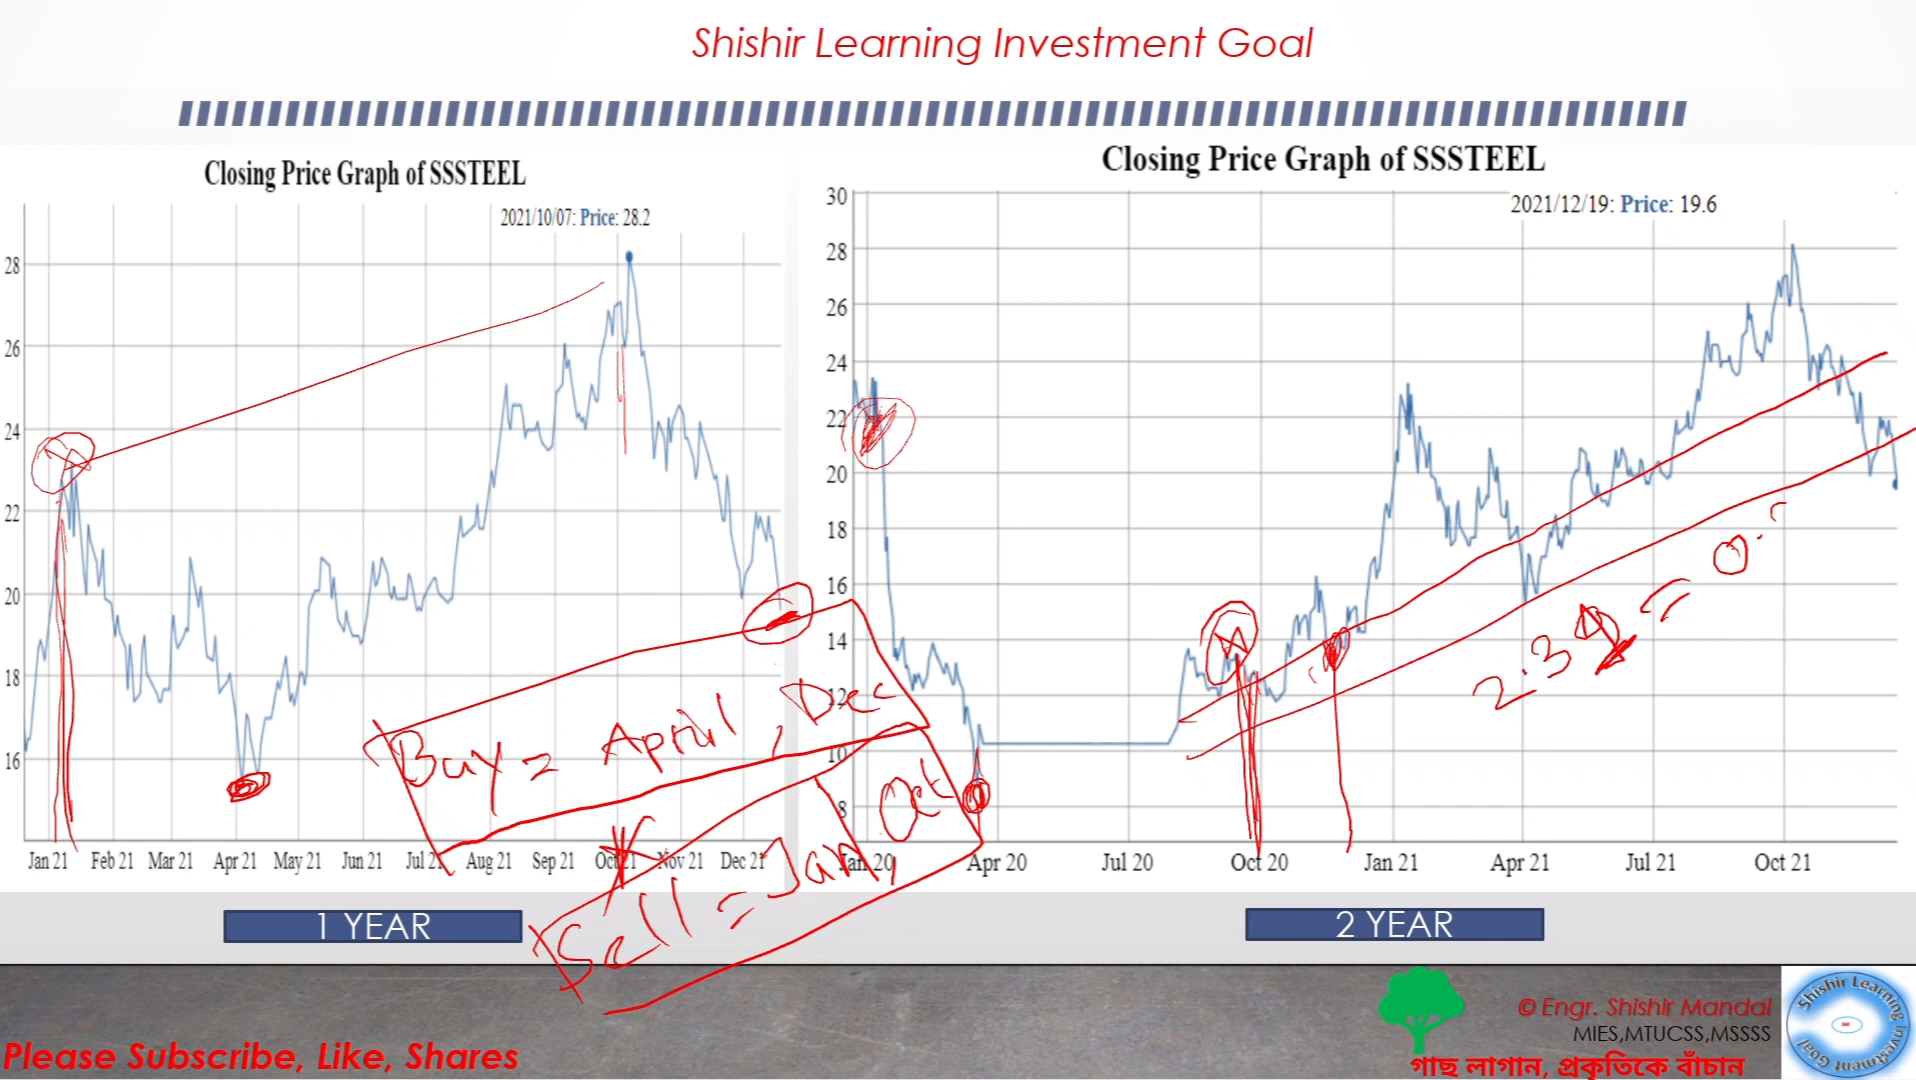 Shishir Learning Investment Goal
Closing Price Graph of SSSTEEL
2021/10/07: Price: 28.2
28
26
24
22
20
18
16
Jan 21 Feb 21 Mar 21 Apr 21 May 21 Jun 21 Jul 21 Aug 21 Sep 21 Oct 21 Nov 21 Dec 21
1 YEAR
Closing Price Graph of SSSTEEL
2021/12/19: Price: 19.6
30
28
26
24
22
20
18
16
14
12
10
8
Jan 20 Apr 20 Jul 20 Oct 20 Jan 21 Apr 21 Jul 21 Oct 21
2 YEAR
Buy = April, Dec
Sell = Jan, Oct
Please Subscribe, Like, Shares
© Engr. Shishir Mandal
MIES,MTUCSS,MSSSS
গাছ লাগান, প্রকৃতিকে বাঁচান
Shishir Learning Investment Goal